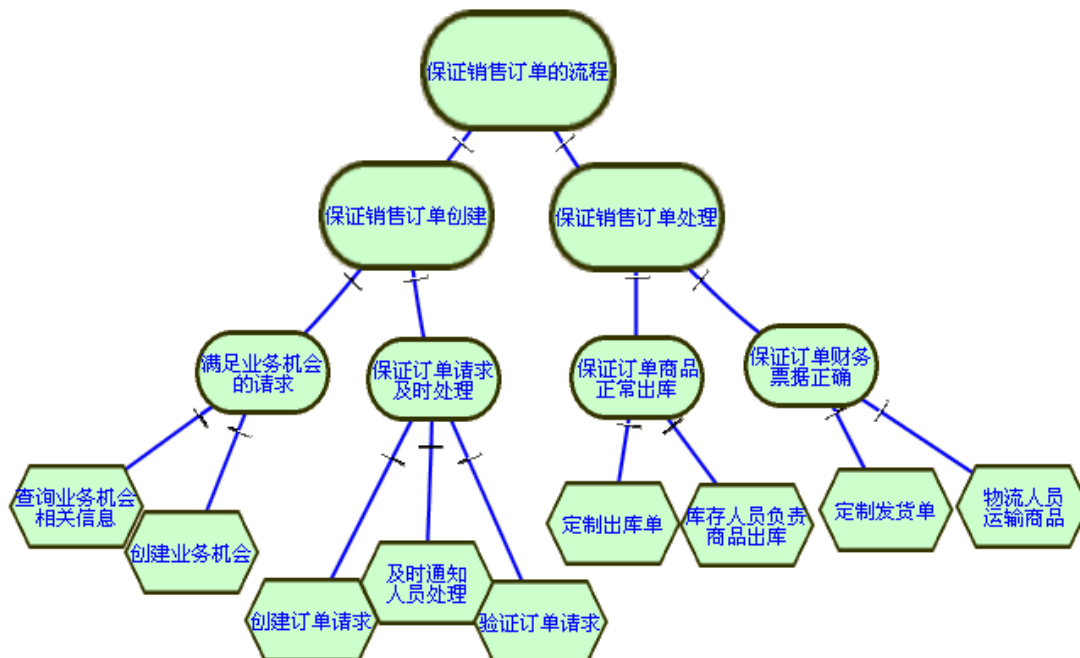 保证销售订单的流程
保证销售订单创建
保证销售订单处理
满足业务机会
的请求
保证订单请求
及时处理
保证订单商品
正常出库
保证订单财务
票据正确
查询业务机会
相关信息
创建业务机会
创建订单请求
及时通知
人员处理
验证订单请求
定制出库单
库存人员负责
商品出库
定制发货单
物流人员
运输商品